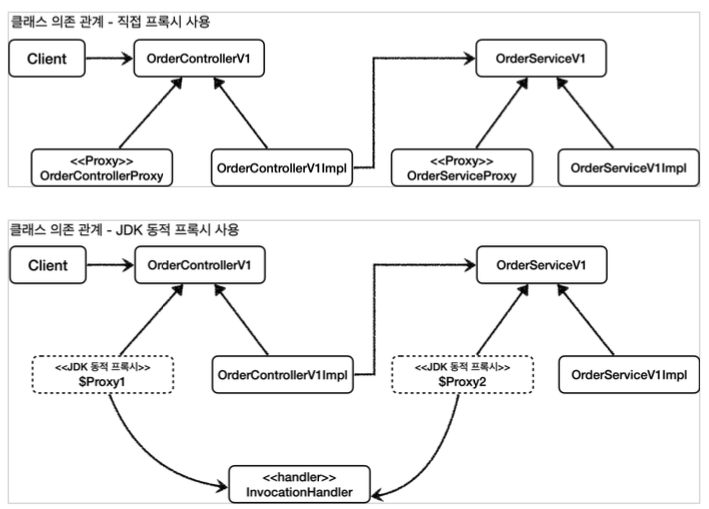 클래스 의존 관계 - 직접 프록시 사용
Client
OrderControllerV1
OrderServiceV1
<<Proxy>>
OrderControllerProxy
OrderControllerV1Impl
<<Proxy>>
OrderServiceProxy
OrderServiceV1Impl
클래스 의존 관계 - JDK 동적 프록시 사용
Client
OrderControllerV1
OrderServiceV1
<<JDK 동적 프록시>>
$Proxy1
OrderControllerV1Impl
<<JDK 동적 프록시>>
$Proxy2
OrderServiceV1Impl
<<handler>>
InvocationHandler